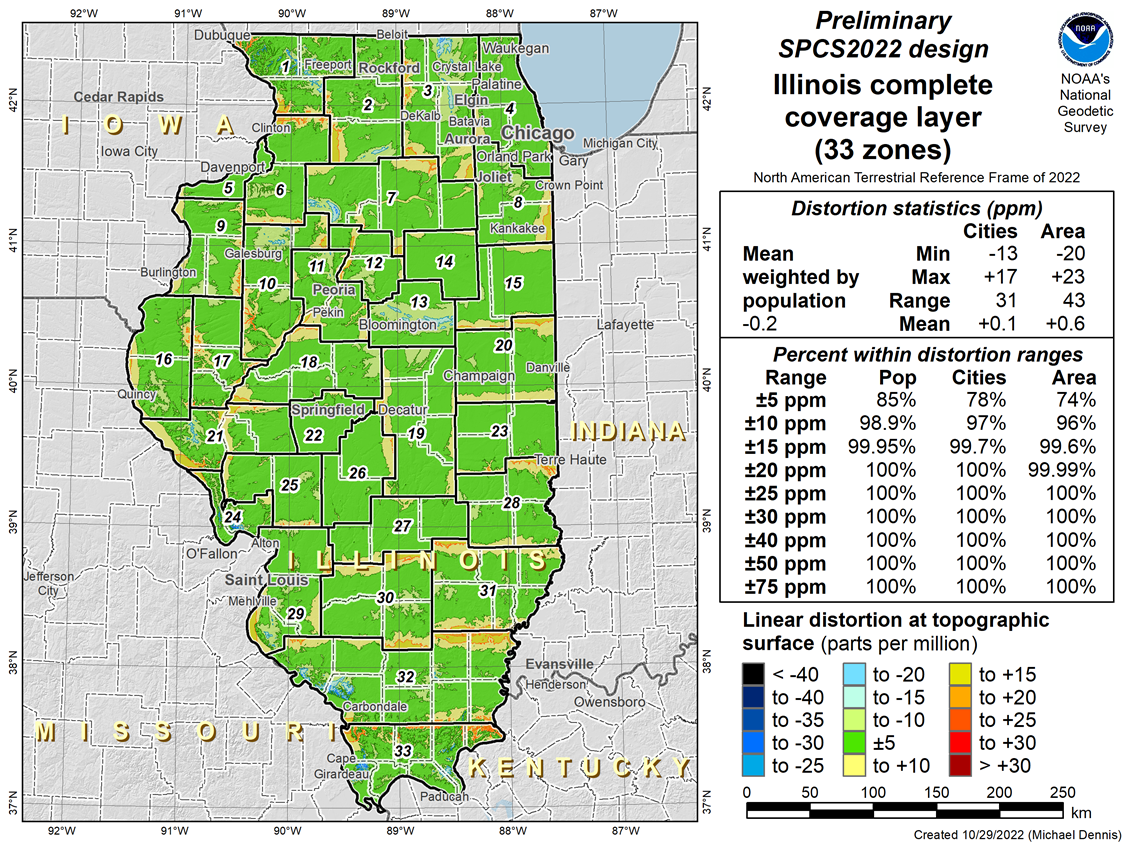 92°W 91°W 90°W 89°W 88°W 87°W
Dubuque
Beloit
Waukegan
1
Freeport
Rockford
Crystal Lake
Palatine
42°N
Cedar Rapids
2
3
Elgin
4
42°N
IOWA
Clinton
DeKalb
Batavia
Chicago
Iowa City
Aurora
Michigan City
Davenport
Orland Park
Gary
5
6
7
Joliet
Crown Point
8
9
Kankakee
41°N
Galesburg
41°N
Burlington
10
11
12
14
15
Peoria
13
Pekin
Bloomington
Lafayette
16
17
18
20
40°N
Champaign
Danville
40°N
Quincy
Springfield
Decatur
21
22
19
23
INDIANA
26
Terre Haute
25
28
24
27
39°N
Alton
39°N
O'Fallon
ILLINOIS
Jefferson
City
Saint Louis
Mehlville
30
31
29
38°N
32
Evansville
38°N
Henderson
Owensboro
Carbondale
MISSOURI
33
Cape
Girardeau
KENTUCKY
Paducah
37°N
37°N
92°W 91°W 90°W 89°W 88°W 87°W
Preliminary
SPCS2022 design
Illinois complete
coverage layer
(33 zones)
NOAA
NOAA's
National
Geodetic
Survey
North American Terrestrial Reference Frame of 2022
Distortion statistics (ppm)
Cities Area
Mean Min -13 -20
weighted by Max +17 +23
population Range 31 43
-0.2 Mean +0.1 +0.6
Percent within distortion ranges
Range Pop Cities Area
±5 ppm 85% 78% 74%
±10 ppm 98.9% 97% 96%
±15 ppm 99.95% 99.7% 99.6%
±20 ppm 100% 100% 99.99%
±25 ppm 100% 100% 100%
±30 ppm 100% 100% 100%
±40 ppm 100% 100% 100%
±50 ppm 100% 100% 100%
±75 ppm 100% 100% 100%
Linear distortion at topographic
surface (parts per million)
< -40 to -20 to +15
to -40 to -15 to +20
to -35 to -10 to +25
to -30 ±5 to +30
to -25 to +10 > +30
0 50 100 150 200 250
km
Created 10/29/2022 (Michael Dennis)